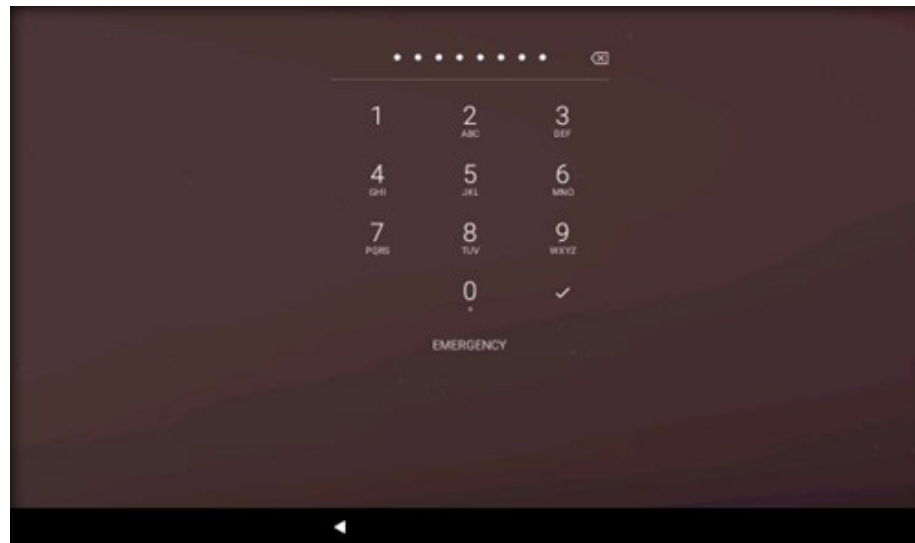 1 2 3
ABC DEF
4 5 6
GHI JKL MNO
7 8 9
PQRS TUV WXYZ
0
+
EMERGENCY